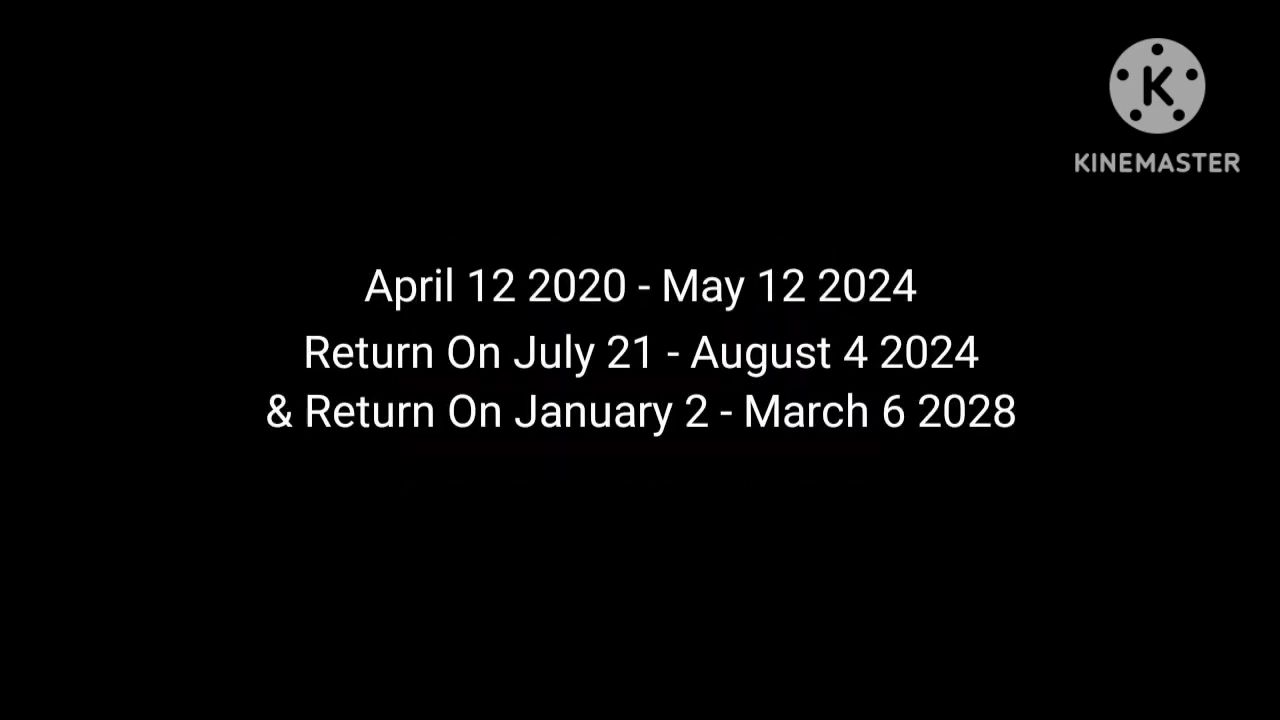 K
KINEMASTER
April 12 2020 - May 12 2024
Return On July 21 - August 4 2024
& Return On January 2 - March 6 2028